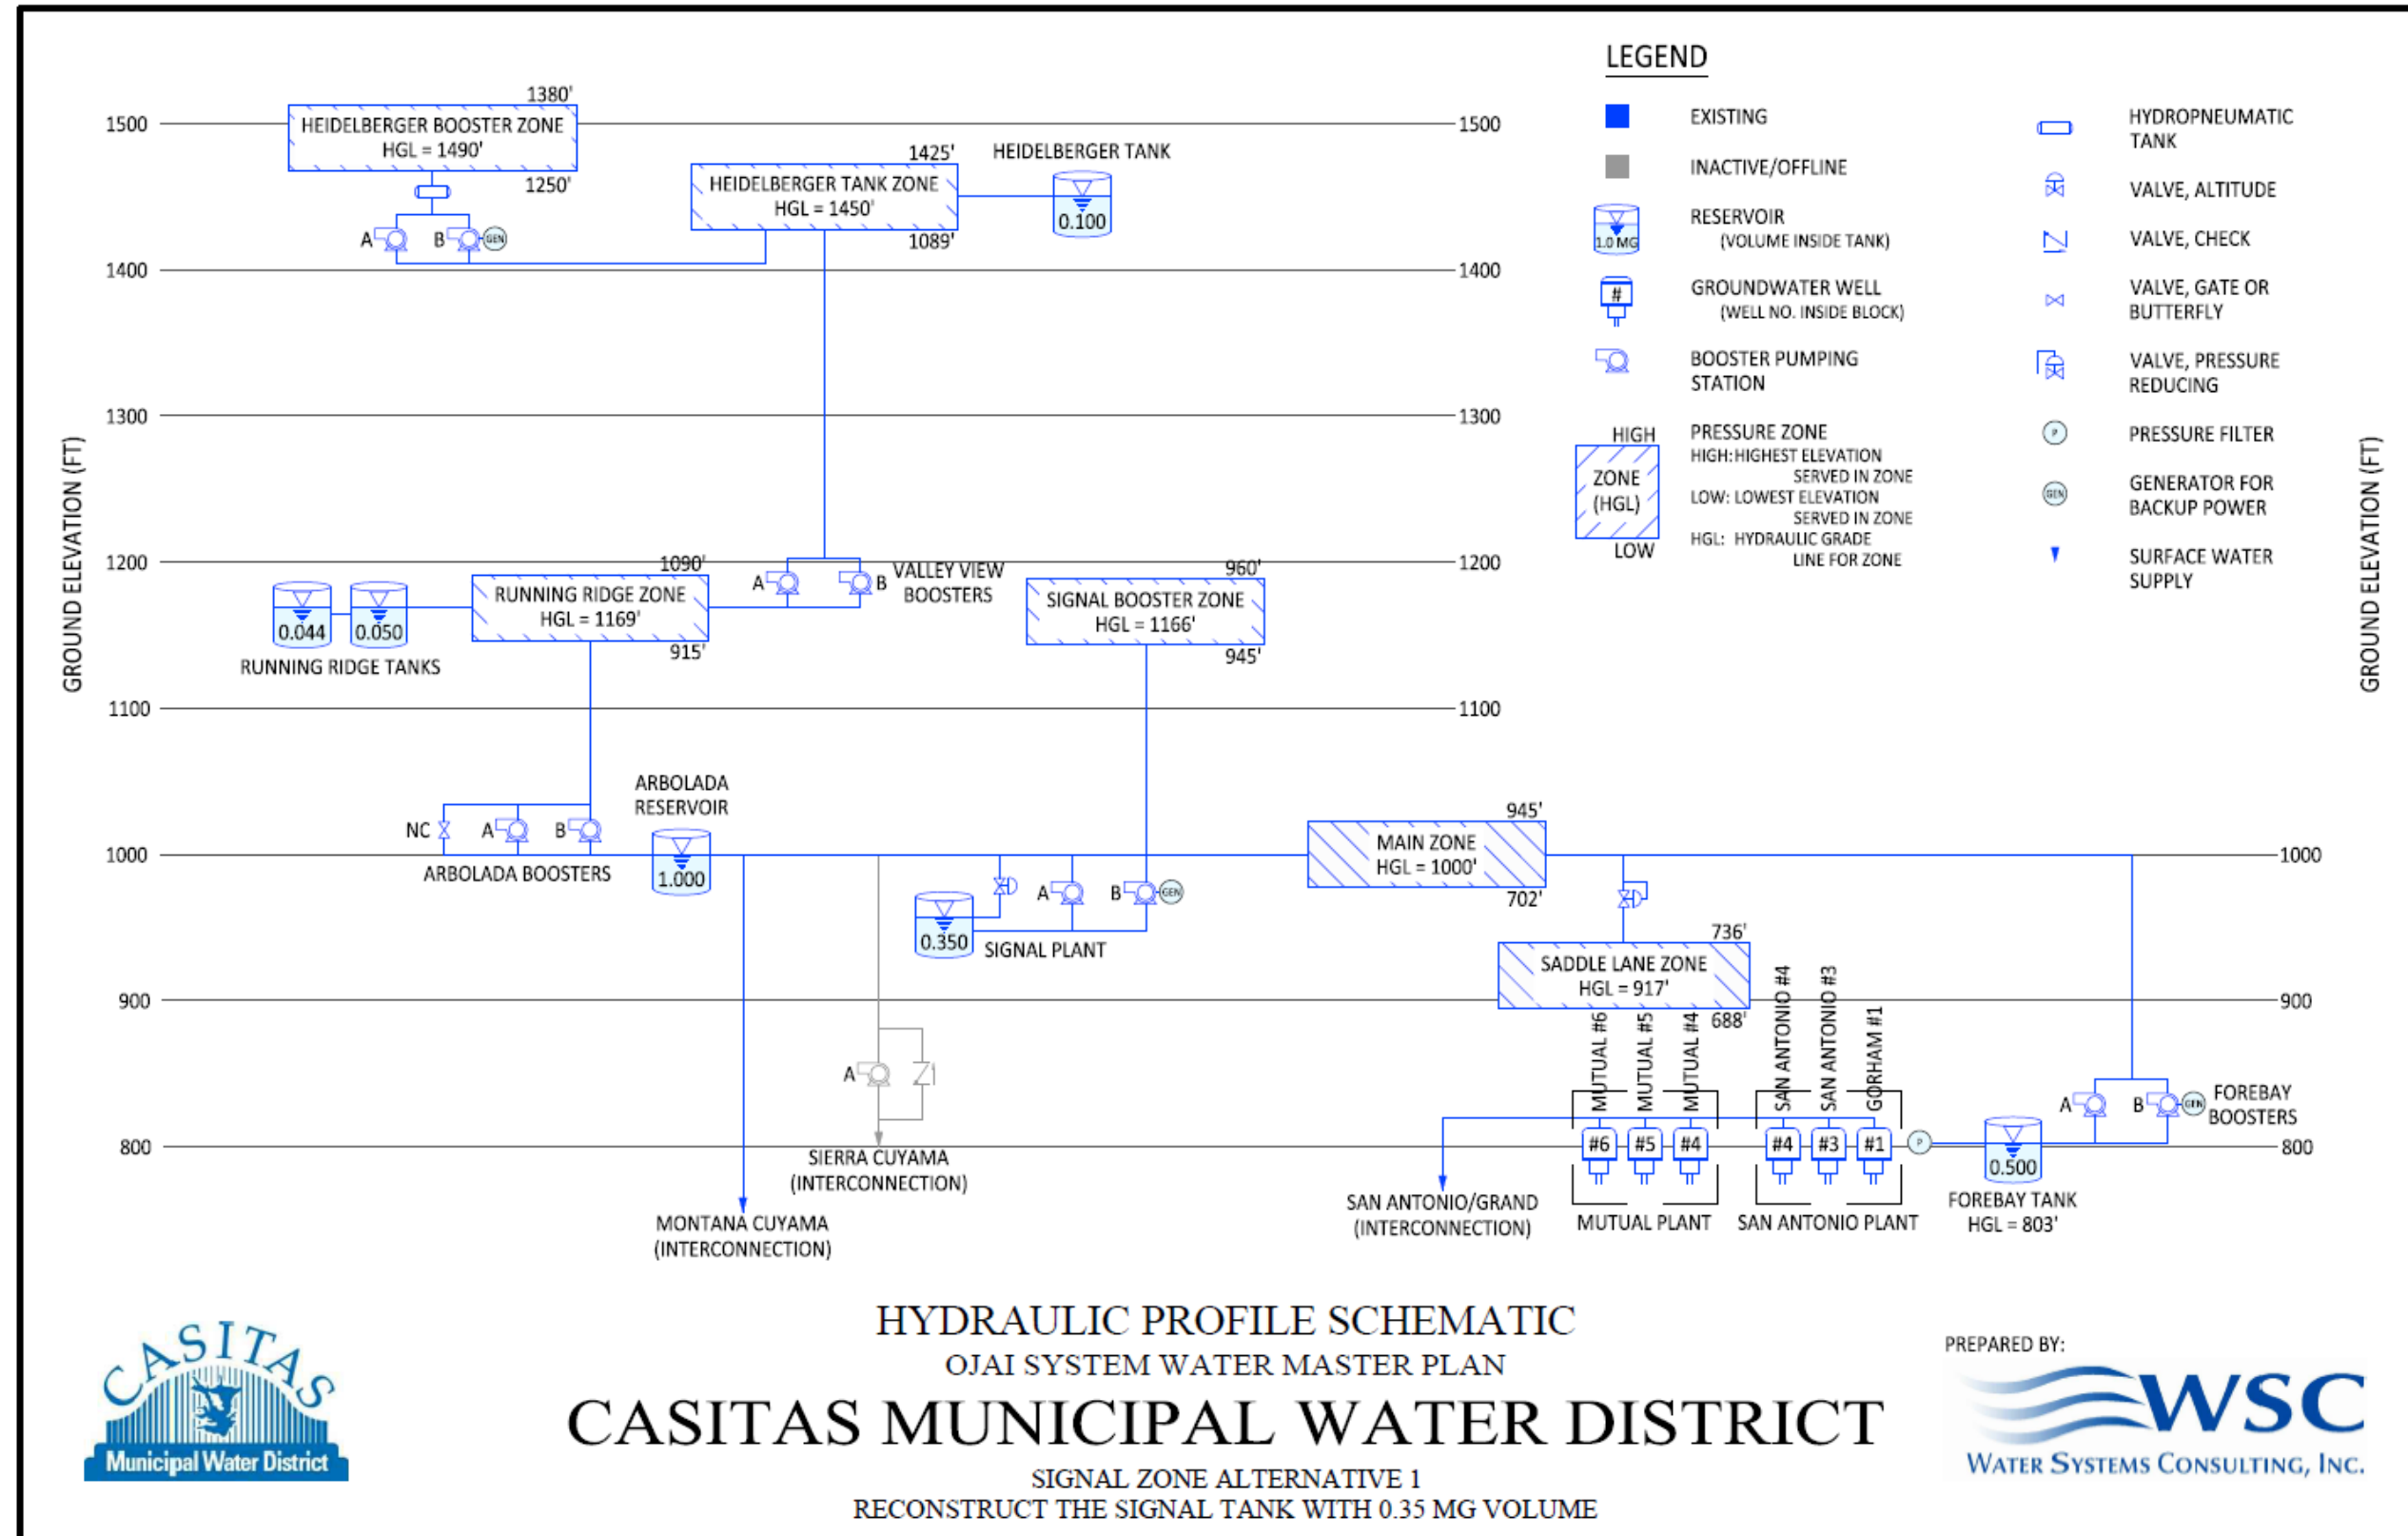 LEGEND
EXISTING
INACTIVE/OFFLINE
RESERVOIR
(VOLUME INSIDE TANK)
1.0 MG
GROUNDWATER WELL
(WELL NO. INSIDE BLOCK)
#
BOOSTER PUMPING
STATION
HIGH
ZONE
(HGL)
LOW
PRESSURE ZONE
HIGH: HIGHEST ELEVATION
SERVED IN ZONE
LOW: LOWEST ELEVATION
SERVED IN ZONE
HGL: HYDRAULIC GRADE
LINE FOR ZONE
HYDROPNEUMATIC
TANK
VALVE, ALTITUDE
VALVE, CHECK
VALVE, GATE OR
BUTTERFLY
VALVE, PRESSURE
REDUCING
P
PRESSURE FILTER
GEN
GENERATOR FOR
BACKUP POWER
SURFACE WATER
SUPPLY
GROUND ELEVATION (FT)
GROUND ELEVATION (FT)
1500
1500
1400
1400
1300
1300
1200
1200
1100
1100
1000
1000
900
900
800
800
1380'
HEIDELBERGER BOOSTER ZONE
HGL = 1490'
1250'
A
B
GEN
1425'
HEIDELBERGER TANK ZONE
HGL = 1450'
1089'
HEIDELBERGER TANK
0.100
1090'
RUNNING RIDGE ZONE
HGL = 1169'
915'
0.044
0.050
RUNNING RIDGE TANKS
A
B
VALLEY VIEW
BOOSTERS
960'
SIGNAL BOOSTER ZONE
HGL = 1166'
945'
NC
A
B
ARBOLADA BOOSTERS
ARBOLADA
RESERVOIR
1.000
0.350
A
B
GEN
SIGNAL PLANT
945'
MAIN ZONE
HGL = 1000'
702'
736'
SADDLE LANE ZONE
HGL = 917'
688'
A
SIERRA CUYAMA
(INTERCONNECTION)
MONTANA CUYAMA
(INTERCONNECTION)
SAN ANTONIO/GRAND
(INTERCONNECTION)
MUTUAL #6
MUTUAL #5
MUTUAL #4
SAN ANTONIO #4
SAN ANTONIO #3
GORHAM #1
#6
#5
#4
#4
#3
#1
P
MUTUAL PLANT
SAN ANTONIO PLANT
0.500
FOREBAY TANK
HGL = 803'
A
B
GEN
FOREBAY
BOOSTERS
HYDRAULIC PROFILE SCHEMATIC
OJAI SYSTEM WATER MASTER PLAN
CASITAS MUNICIPAL WATER DISTRICT
SIGNAL ZONE ALTERNATIVE 1
RECONSTRUCT THE SIGNAL TANK WITH 0.35 MG VOLUME
CASITAS
Municipal Water District
PREPARED BY:
WSC
WATER SYSTEMS CONSULTING, INC.